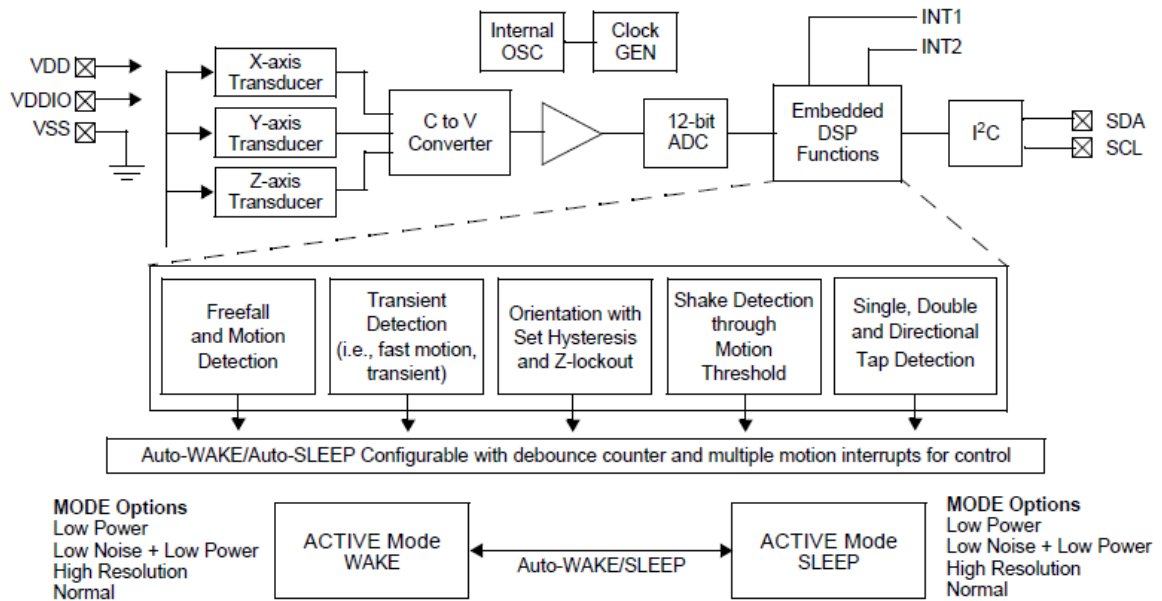 VDD
VDDIO
VSS
X-axis
Transducer
Y-axis
Transducer
Z-axis
Transducer
C to V
Converter
Internal
OSC
Clock
GEN
12-bit
ADC
Embedded
DSP
Functions
INT1
INT2
I²C
SDA
SCL
Freefall
and Motion
Detection
Transient
Detection
(i.e., fast motion,
transient)
Orientation with
Set Hysteresis
and Z-lockout
Shake Detection
through
Motion
Threshold
Single, Double
and Directional
Tap Detection
Auto-WAKE/Auto-SLEEP Configurable with debounce counter and multiple motion interrupts for control
MODE Options
Low Power
Low Noise + Low Power
High Resolution
Normal
ACTIVE Mode
WAKE
Auto-WAKE/SLEEP
ACTIVE Mode
SLEEP
MODE Options
Low Power
Low Noise + Low Power
High Resolution
Normal